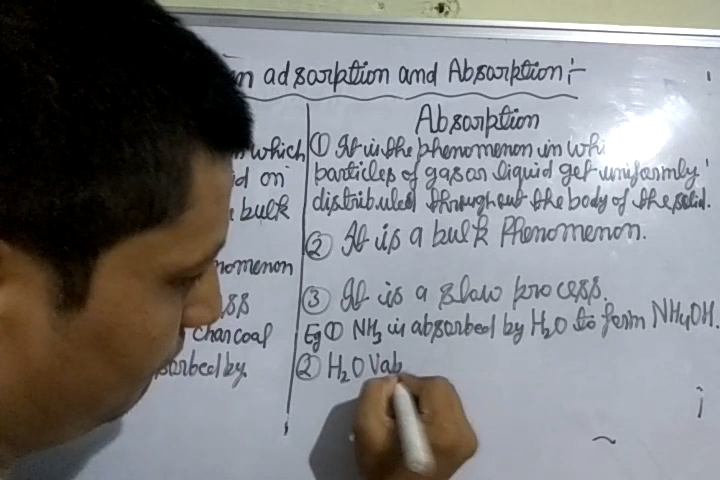 n adsorption and Absorption:-
Absorption
which
① It is the phenomenon in whi
id on
particles of gas or liquid get uniformly
bulk
distributed throughout the body of the solid.
② It is a bulk Phenomenon.
nomenon
③ It is a slow process.
ss
charcoal
Eg ① NH3 is absorbed by H2O to form NH4OH.
sorbed by
② H2O Vap